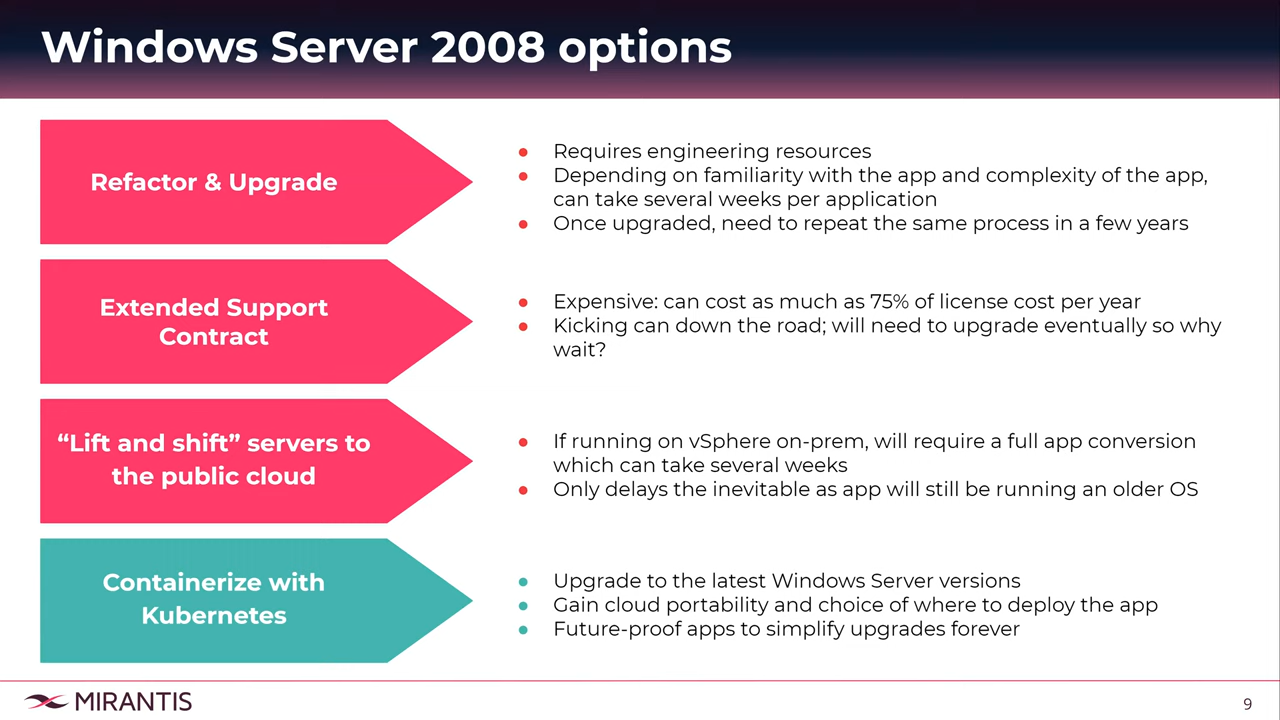 Windows Server 2008 options
Refactor & Upgrade
● Requires engineering resources
● Depending on familiarity with the app and complexity of the app,
can take several weeks per application
● Once upgraded, need to repeat the same process in a few years
Extended Support
Contract
● Expensive: can cost as much as 75% of license cost per year
● Kicking can down the road; will need to upgrade eventually so why
wait?
“Lift and shift” servers to
the public cloud
● If running on vSphere on-prem, will require a full app conversion
which can take several weeks
● Only delays the inevitable as app will still be running an older OS
Containerize with
Kubernetes
● Upgrade to the latest Windows Server versions
● Gain cloud portability and choice of where to deploy the app
● Future-proof apps to simplify upgrades forever
MIRANTIS
9